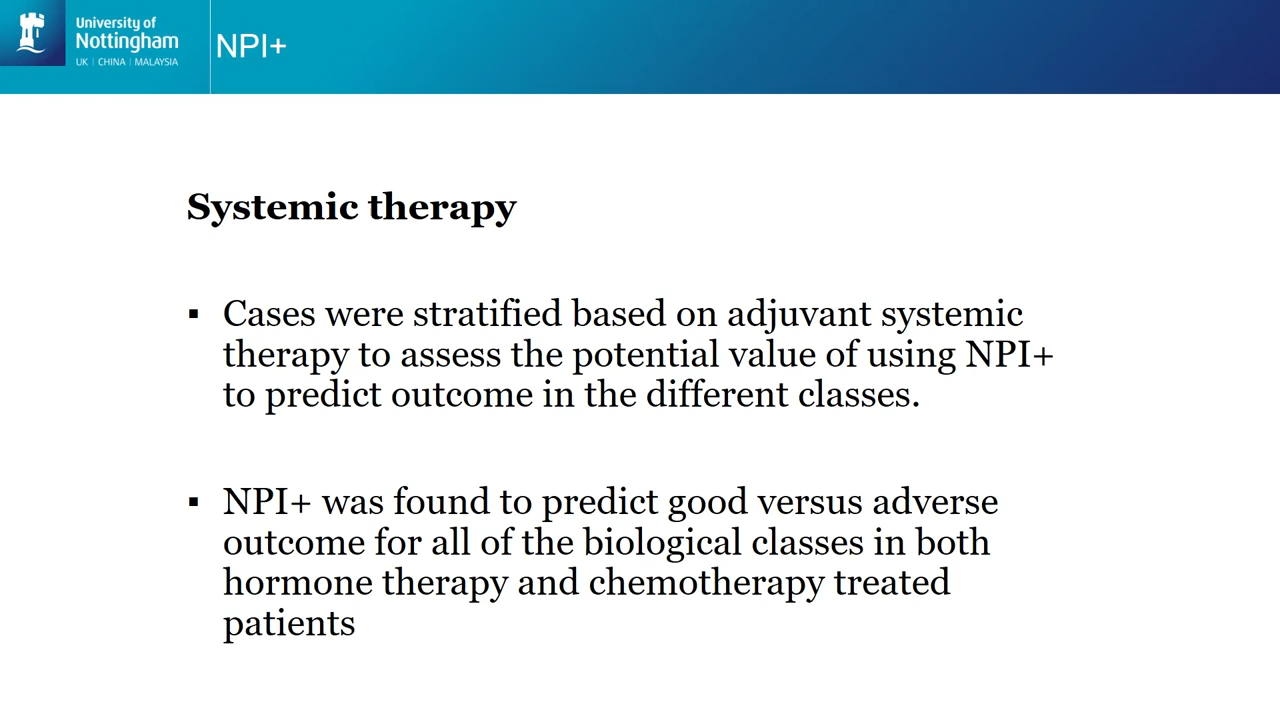 University of
Nottingham
UK | CHINA | MALAYSIA
NPI+
Systemic therapy
▪ Cases were stratified based on adjuvant systemic
therapy to assess the potential value of using NPI+
to predict outcome in the different classes.
▪ NPI+ was found to predict good versus adverse
outcome for all of the biological classes in both
hormone therapy and chemotherapy treated
patients